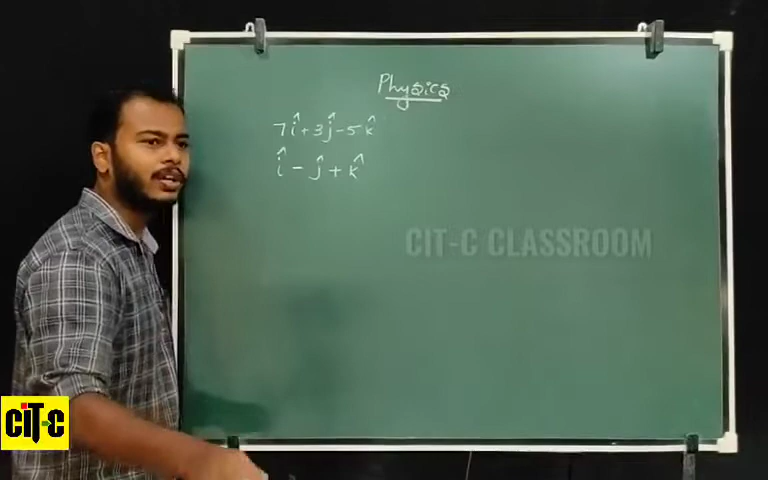 Physics
7î + 3ĵ - 5k̂
î - ĵ + k̂
CIT-C CLASSROOM
CiT-C